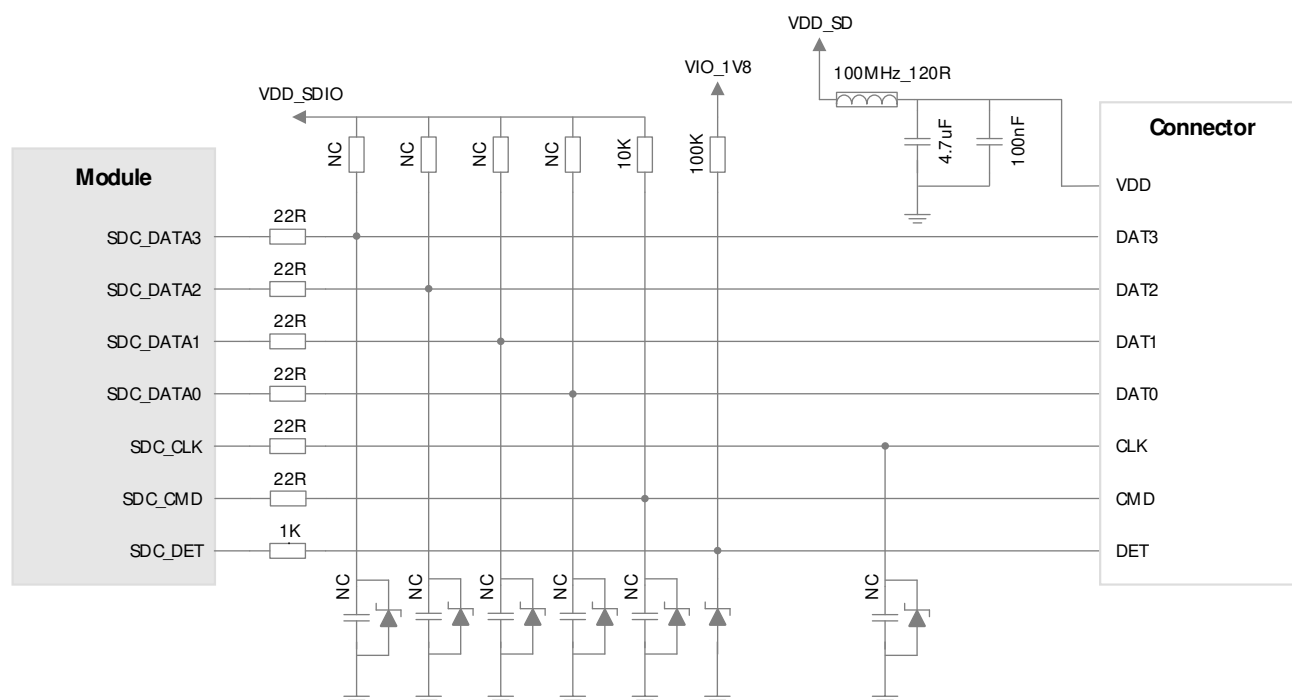 VDD_SD
100MHz_120R
VIO_1V8
VDD_SDIO
NC
NC
NC
NC
10K
100K
4.7uF
100nF
Connector
Module
VDD
22R
SDC_DATA3
DAT3
22R
SDC_DATA2
DAT2
22R
SDC_DATA1
DAT1
22R
SDC_DATA0
DAT0
22R
SDC_CLK
CLK
22R
SDC_CMD
CMD
1K
SDC_DET
DET
NC
NC
NC
NC
NC
NC